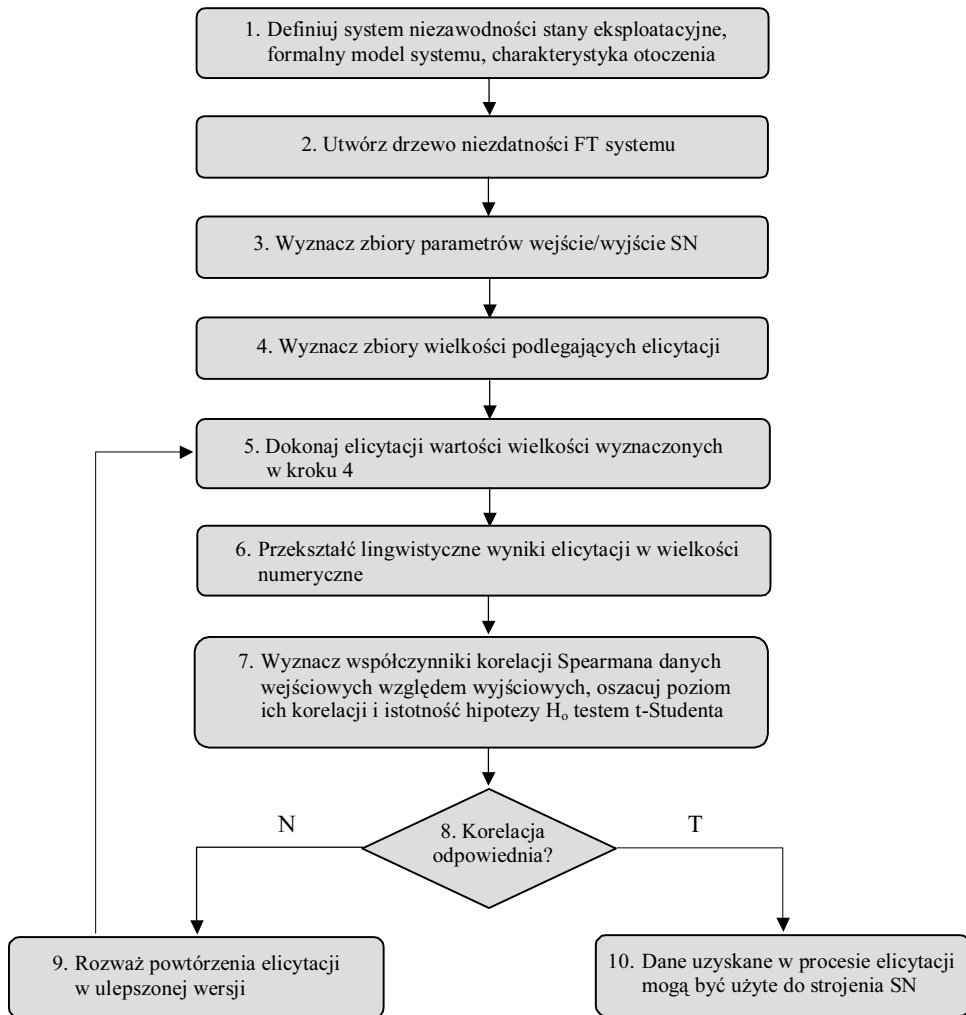 1. Definiuj system niezawodności stany eksploatacyjne,
formalny model systemu, charakterystyka otoczenia
2. Utwórz drzewo niezdatności FT systemu
3. Wyznacz zbiory parametrów wejście/wyjście SN
4. Wyznacz zbiory wielkości podlegających elicytacji
5. Dokonaj elicytacji wartości wielkości wyznaczonych
w kroku 4
6. Przekształć lingwistyczne wyniki elicytacji w wielkości
numeryczne
7. Wyznacz współczynniki korelacji Spearmana danych
wejściowych względem wyjściowych, oszacuj poziom
ich korelacji i istotność hipotezy Hₒ testem t-Studenta
N
T
8. Korelacja
odpowiednia?
9. Rozważ powtórzenia elicytacji
w ulepszonej wersji
10. Dane uzyskane w procesie elicytacji
mogą być użyte do strojenia SN